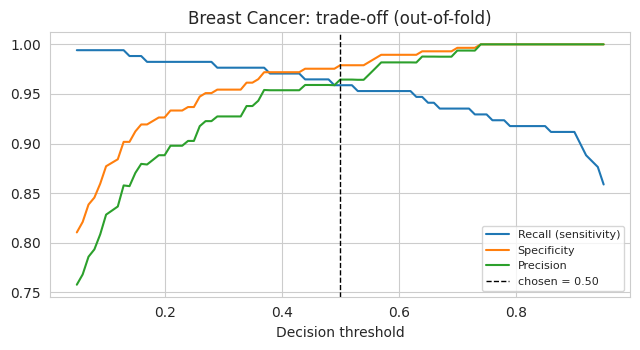 Breast Cancer: trade-off (out-of-fold)
1.00
0.95
0.90
0.85
0.80
0.75
Recall (sensitivity)
Specificity
Precision
chosen = 0.50
0.2 0.4 0.6 0.8
Decision threshold